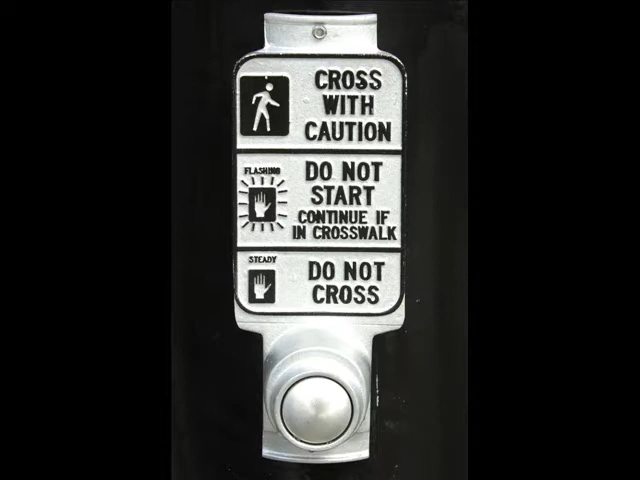 CROSS
WITH
CAUTION
FLASHING
DO NOT
START
CONTINUE IF
IN CROSSWALK
STEADY
DO NOT
CROSS